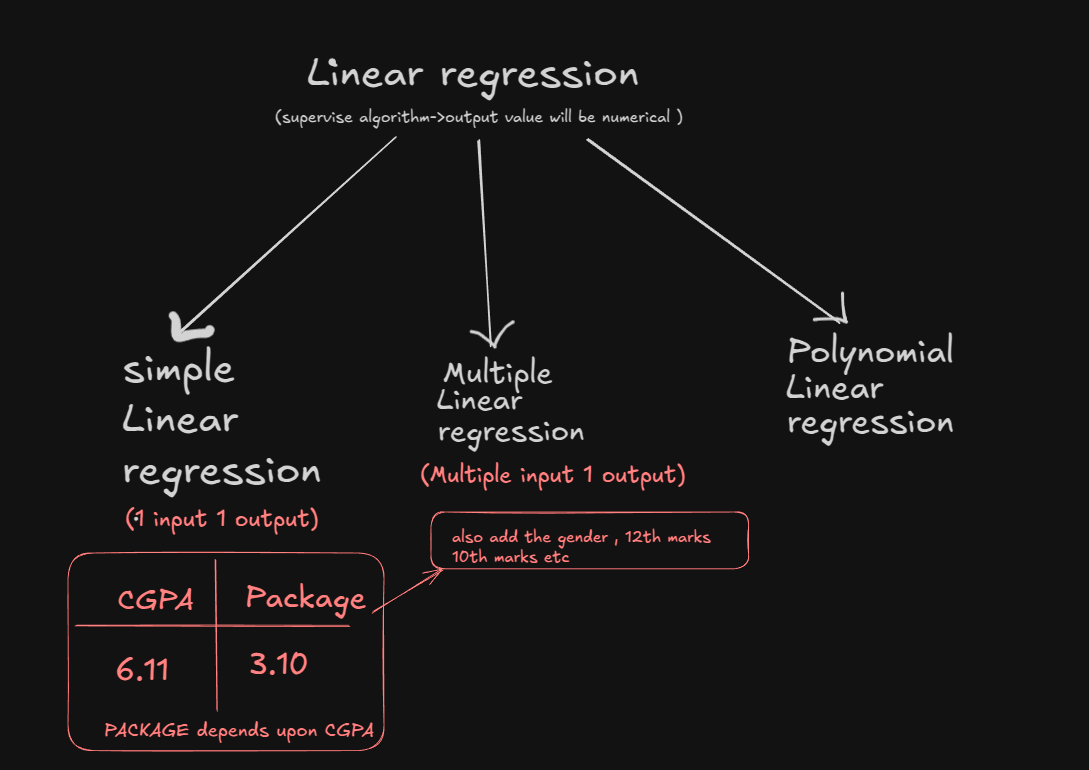 Linear regression
(supervise algorithm->output value will be numerical )
simple
Linear
regression
(1 input 1 output)
Multiple
Linear
regression
(Multiple input 1 output)
Polynomial
Linear
regression
also add the gender , 12th marks
10th marks etc
CGPA Package
6.11 3.10
PACKAGE depends upon CGPA